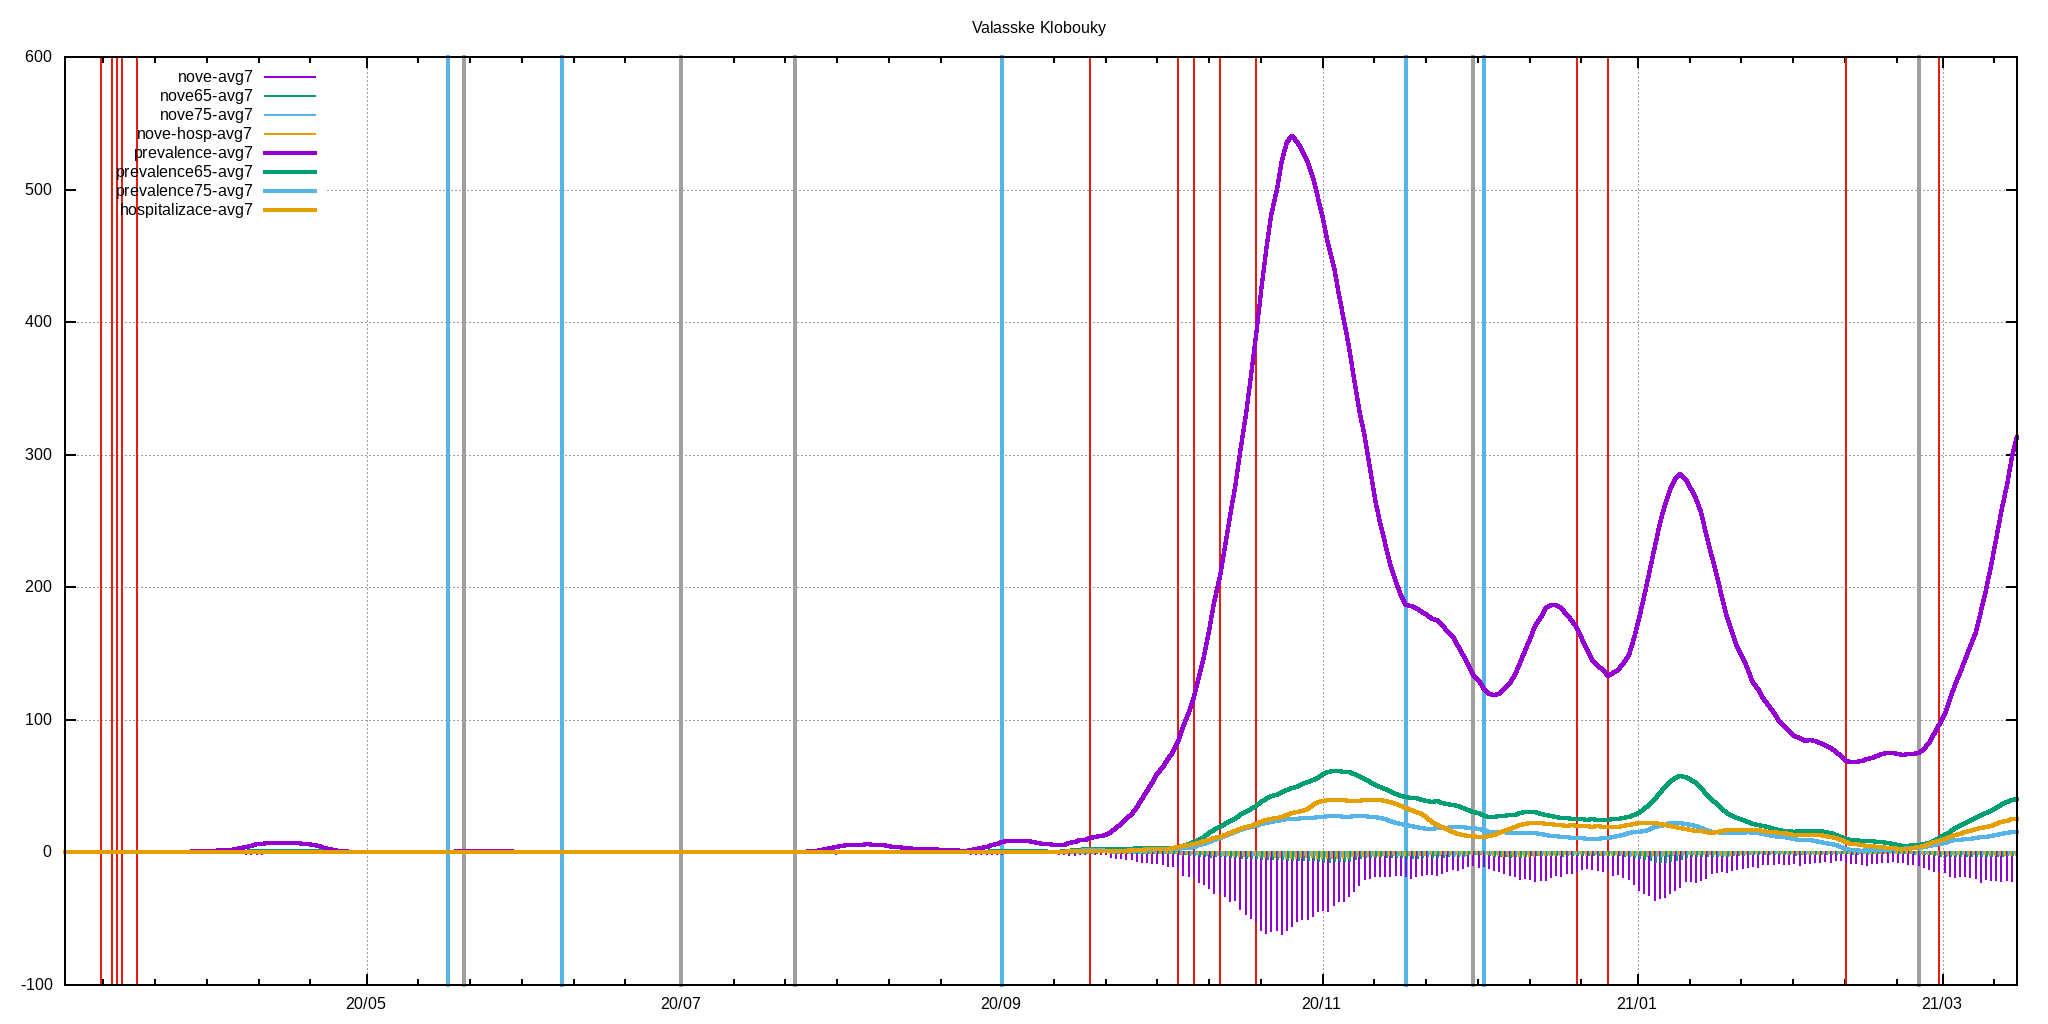 Valasske Klobouky
600
500
400
300
200
100
0
-100
nove-avg7
nove65-avg7
nove75-avg7
nove-hosp-avg7
prevalence-avg7
prevalence65-avg7
prevalence75-avg7
hospitalizace-avg7
20/05
20/07
20/09
20/11
21/01
21/03